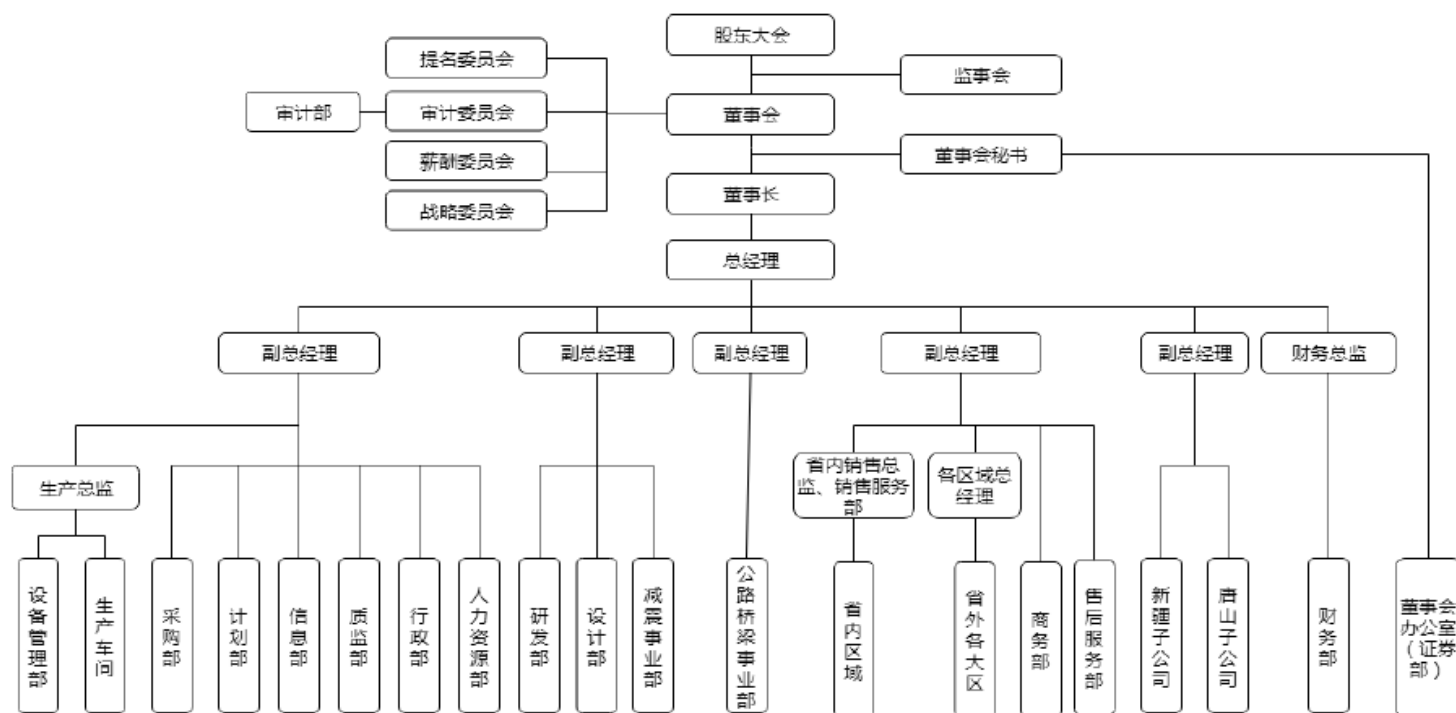 股东大会
提名委员会
监事会
审计部
审计委员会
董事会
薪酬委员会
董事会秘书
战略委员会
董事长
总经理
副总经理
副总经理
副总经理
副总经理
副总经理
财务总监
生产总监
省内销售总
监、销售服务
部
各区域总
经理
设备管理部
生产车间
采购部
计划部
信息部
质监部
行政部
人力资源部
研发部
设计部
减震事业部
公路桥梁事业部
省内区域
省外各大区
商务部
售后服务部
新疆子公司
唐山子公司
财务部
董事会
办公室
（证券
部）